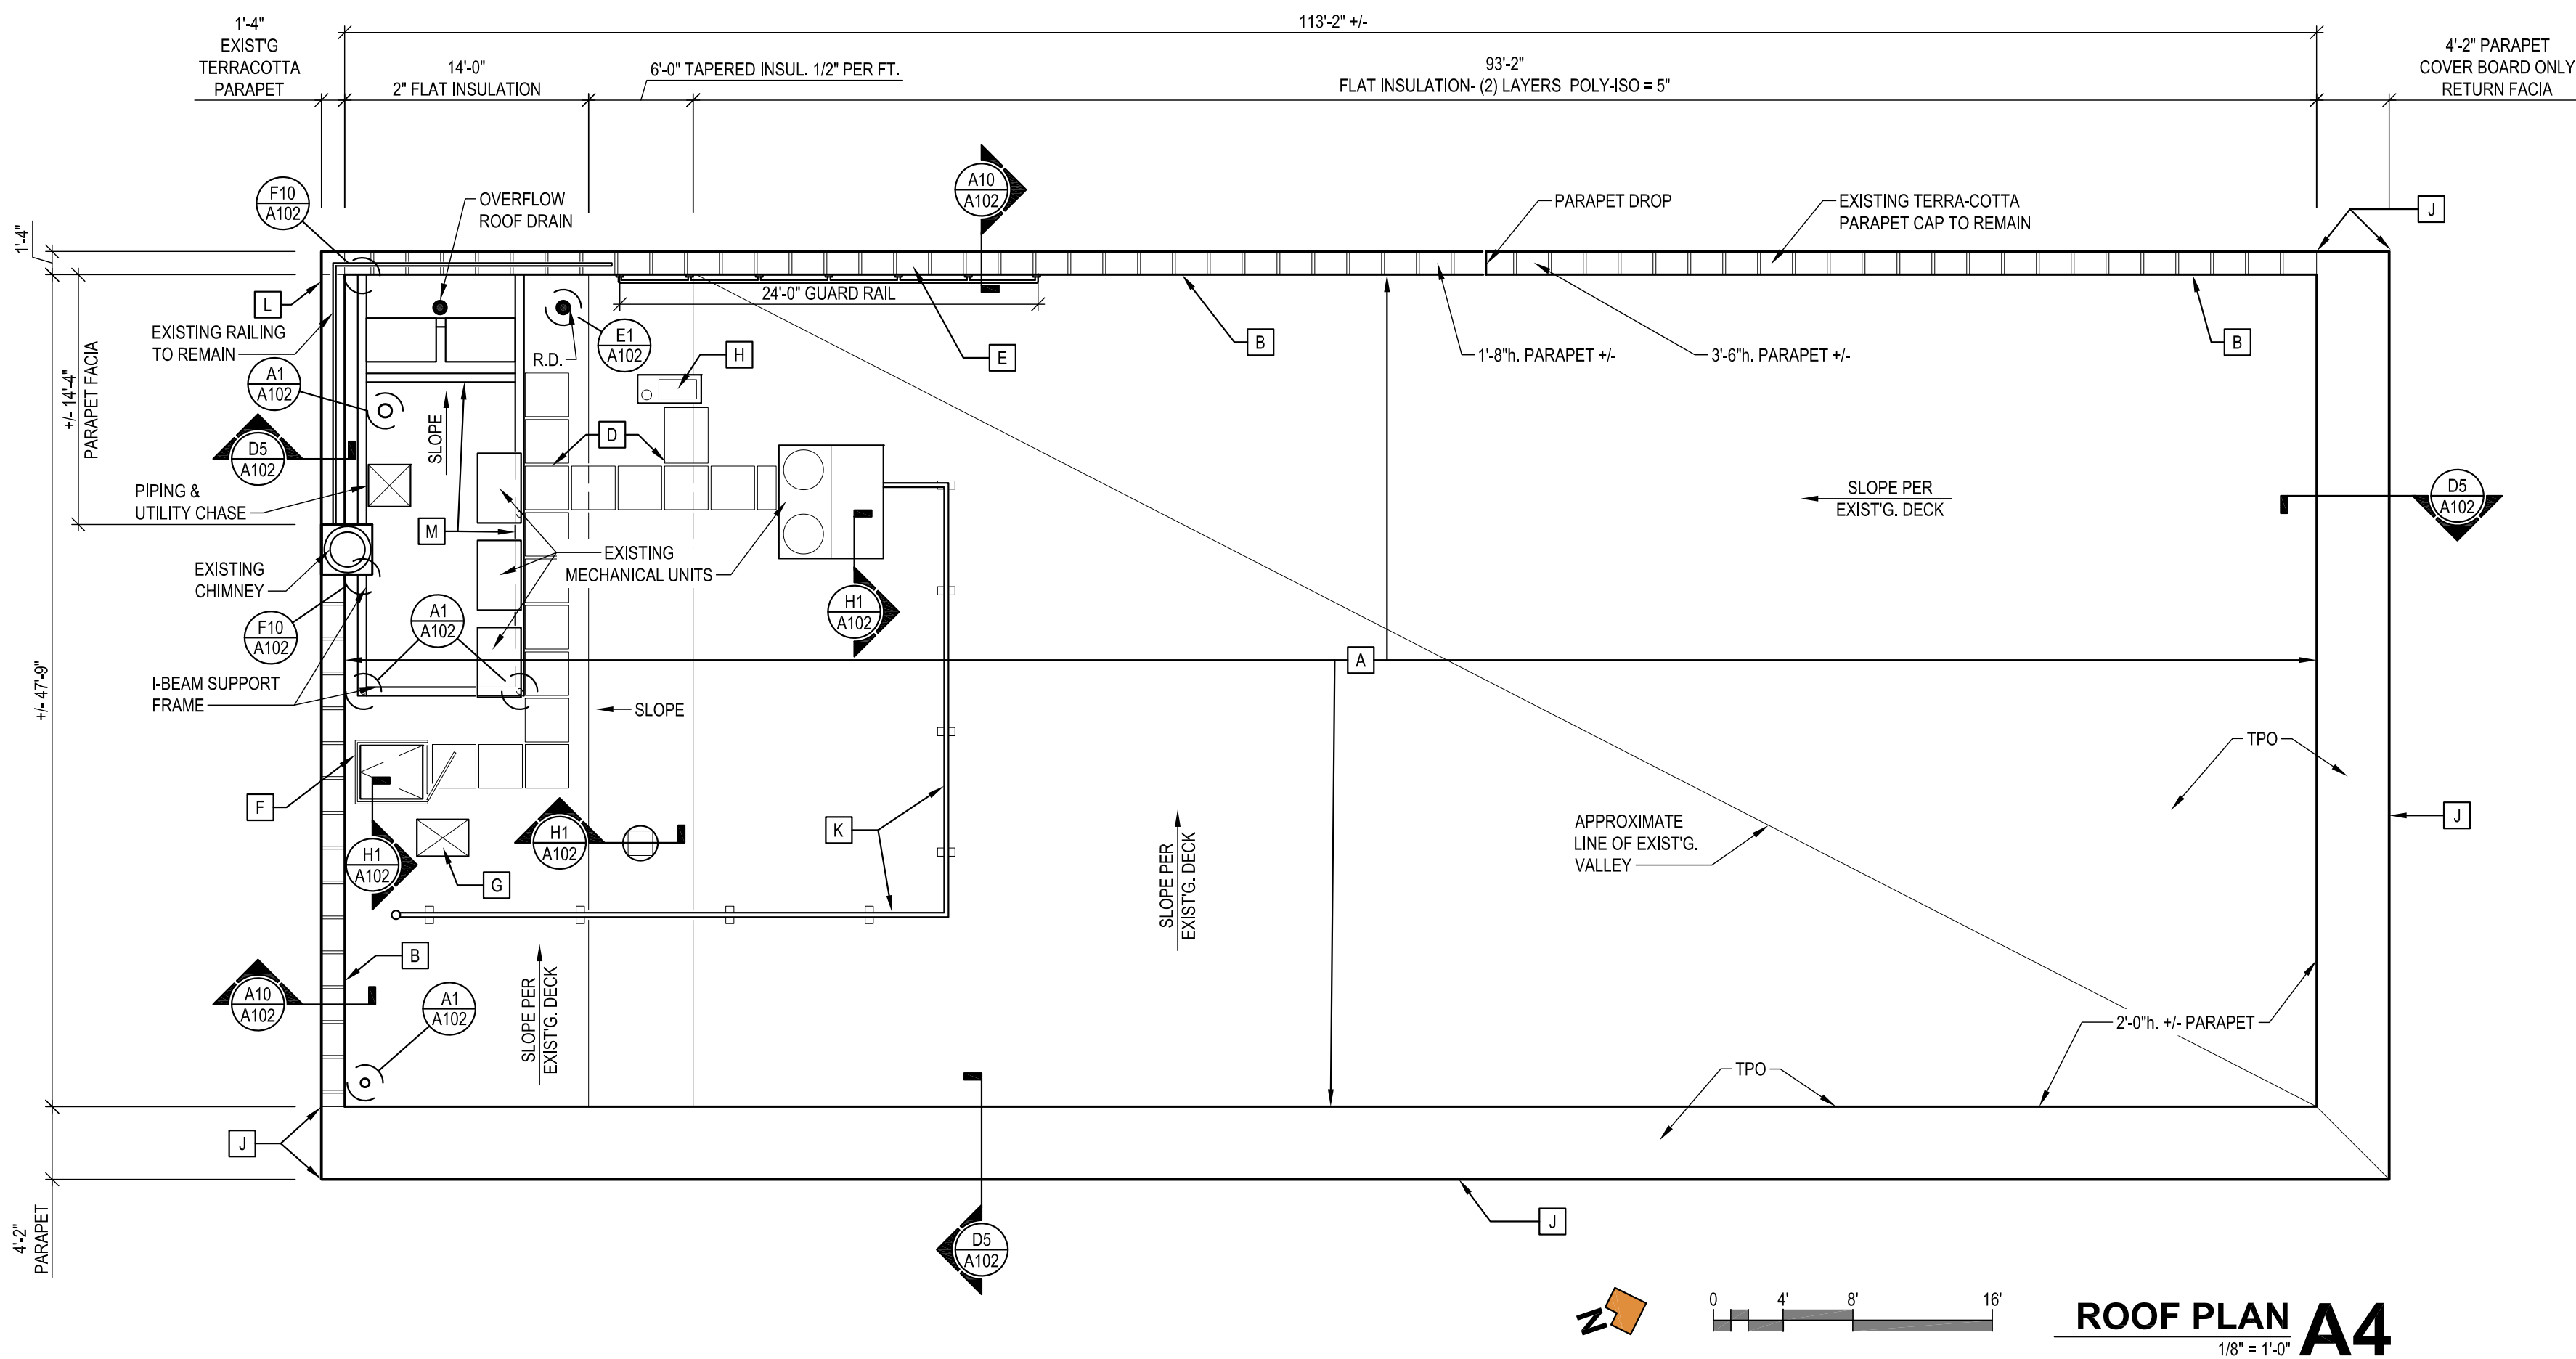 1'-4"
EXIST'G
TERRACOTTA
PARAPET
14'-0"
2" FLAT INSULATION
6'-0" TAPERED INSUL. 1/2" PER FT.
113'-2" +/-
93'-2"
FLAT INSULATION- (2) LAYERS POLY-ISO = 5"
4'-2" PARAPET
COVER BOARD ONLY
RETURN FACIA
F10
A102
OVERFLOW
ROOF DRAIN
A10
A102
PARAPET DROP
EXISTING TERRA-COTTA
PARAPET CAP TO REMAIN
J
1'-4"
L
24'-0" GUARD RAIL
EXISTING RAILING
TO REMAIN
R.D.
E1
A102
H
E
B
1'-8"h. PARAPET +/-
3'-6"h. PARAPET +/-
B
+/- 14'-4"
PARAPET FACIA
A1
A102
SLOPE
D
D5
A102
PIPING &
UTILITY CHASE
M
SLOPE PER
EXIST'G. DECK
D5
A102
EXISTING
MECHANICAL UNITS
EXISTING
CHIMNEY
A1
A102
H1
A102
F10
A102
+/- 47'-9"
I-BEAM SUPPORT
FRAME
SLOPE
A
TPO
F
K
H1
A102
H1
A102
G
SLOPE PER
EXIST'G. DECK
APPROXIMATE
LINE OF EXIST'G.
VALLEY
J
B
A10
A102
A1
A102
SLOPE PER
EXIST'G. DECK
2'-0"h. +/- PARAPET
TPO
J
4'-2"
PARAPET
D5
A102
J
N
0
4'
8'
16'
ROOF PLAN
1/8" = 1'-0"
A4